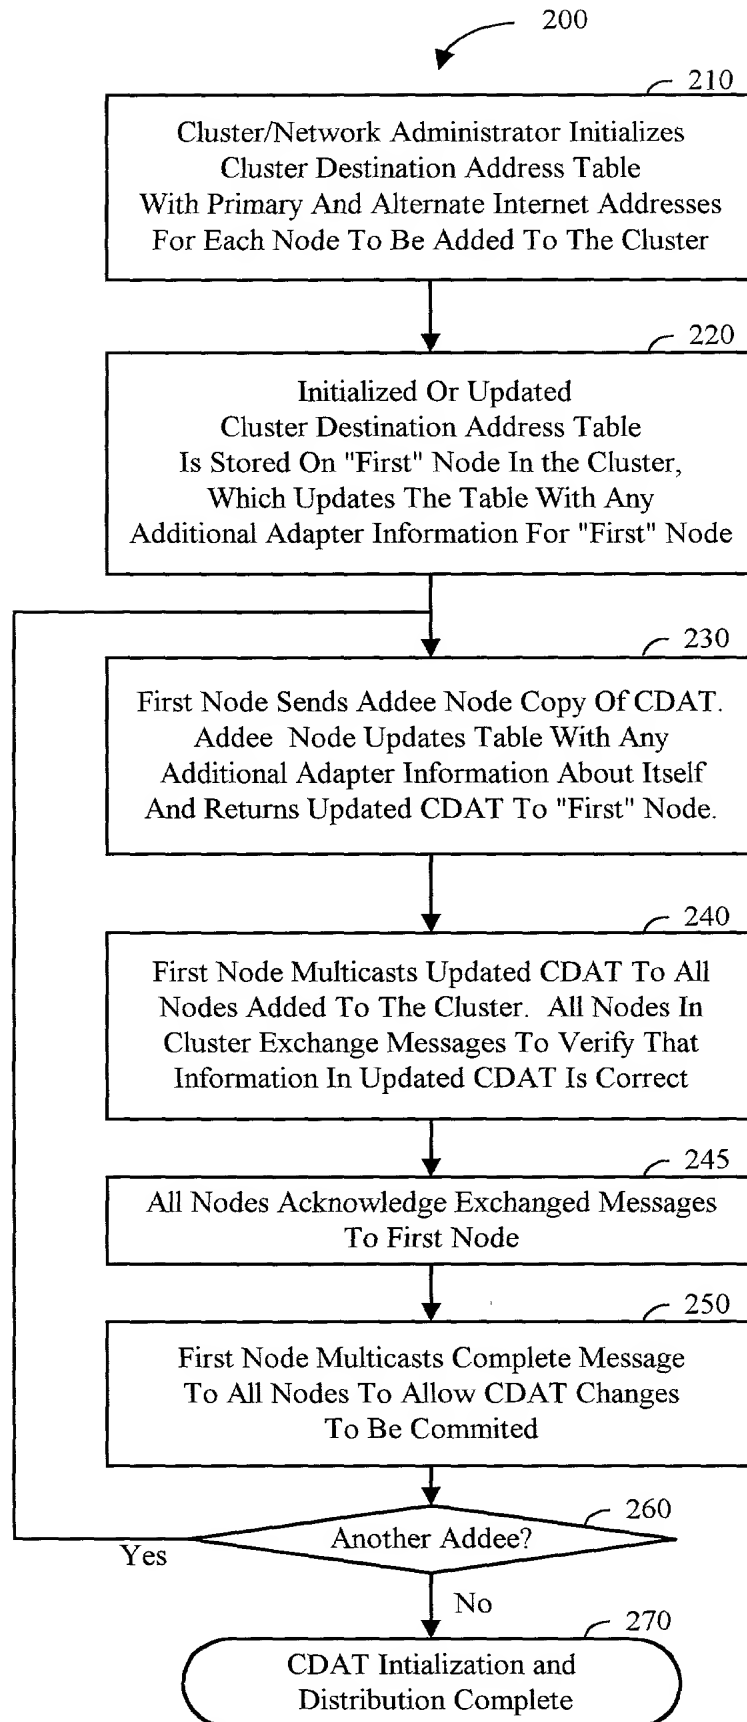 200
210
Cluster/Network Administrator Initializes
Cluster Destination Address Table
With Primary And Alternate Internet Addresses
For Each Node To Be Added To The Cluster
220
Initialized Or Updated
Cluster Destination Address Table
Is Stored On "First" Node In the Cluster,
Which Updates The Table With Any
Additional Adapter Information For "First" Node
230
First Node Sends Addee Node Copy Of CDAT.
Addee Node Updates Table With Any
Additional Adapter Information About Itself
And Returns Updated CDAT To "First" Node.
240
First Node Multicasts Updated CDAT To All
Nodes Added To The Cluster. All Nodes In
Cluster Exchange Messages To Verify That
Information In Updated CDAT Is Correct
245
All Nodes Acknowledge Exchanged Messages
To First Node
250
First Node Multicasts Complete Message
To All Nodes To Allow CDAT Changes
To Be Commited
260
Another Addee?
Yes
No
270
CDAT Intialization and
Distribution Complete